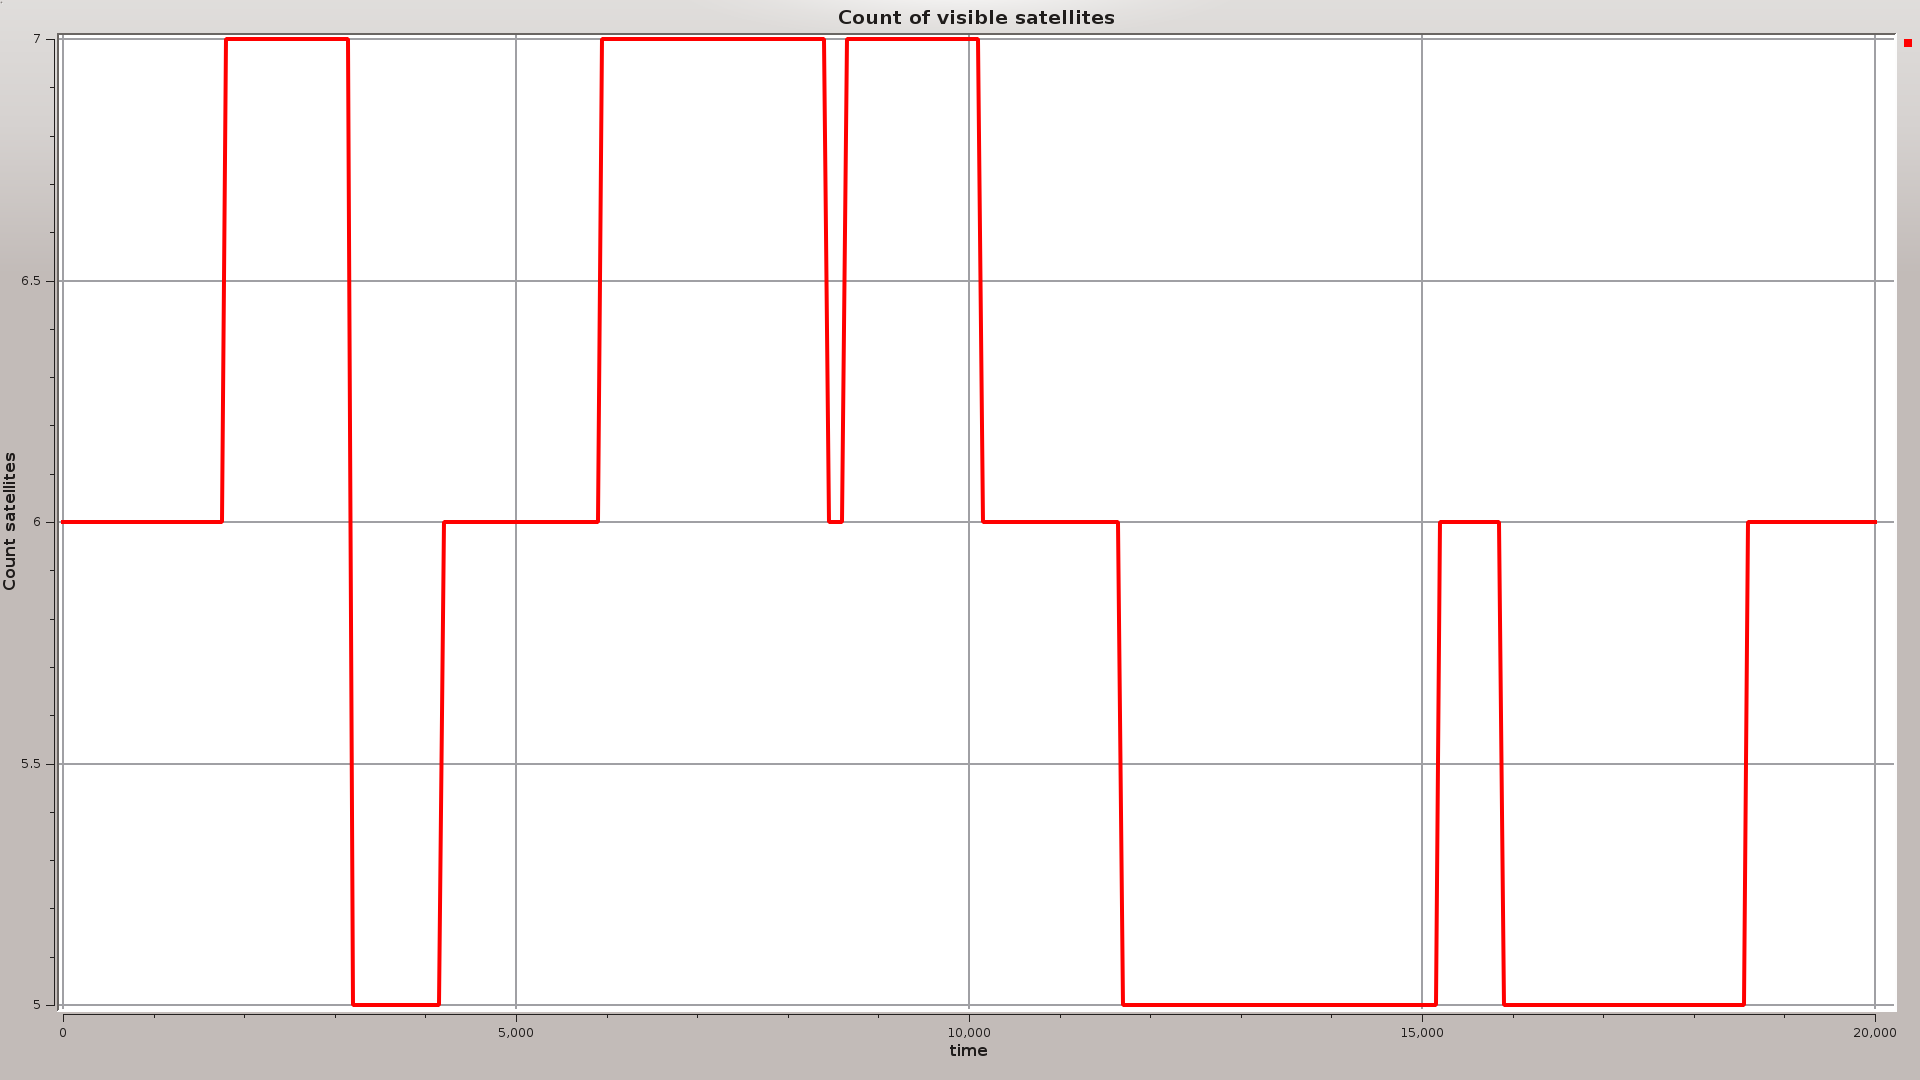 Count of visible satellites
7
6.5
6
5.5
5
Count satellites
0 5,000 10,000 15,000 20,000
time